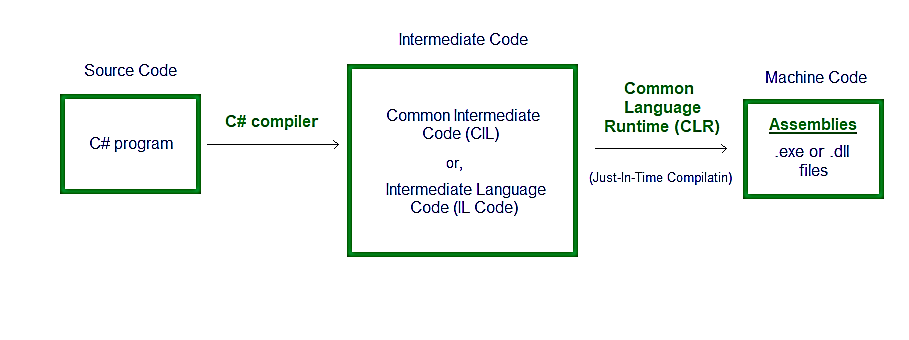 Source Code
C# program
C# compiler
Intermediate Code
Common Intermediate
Code (CIL)
or,
Intermediate Language
Code (IL Code)
Common
Language
Runtime (CLR)
(Just-In-Time Compilatin)
Machine Code
Assemblies
.exe or .dll
files